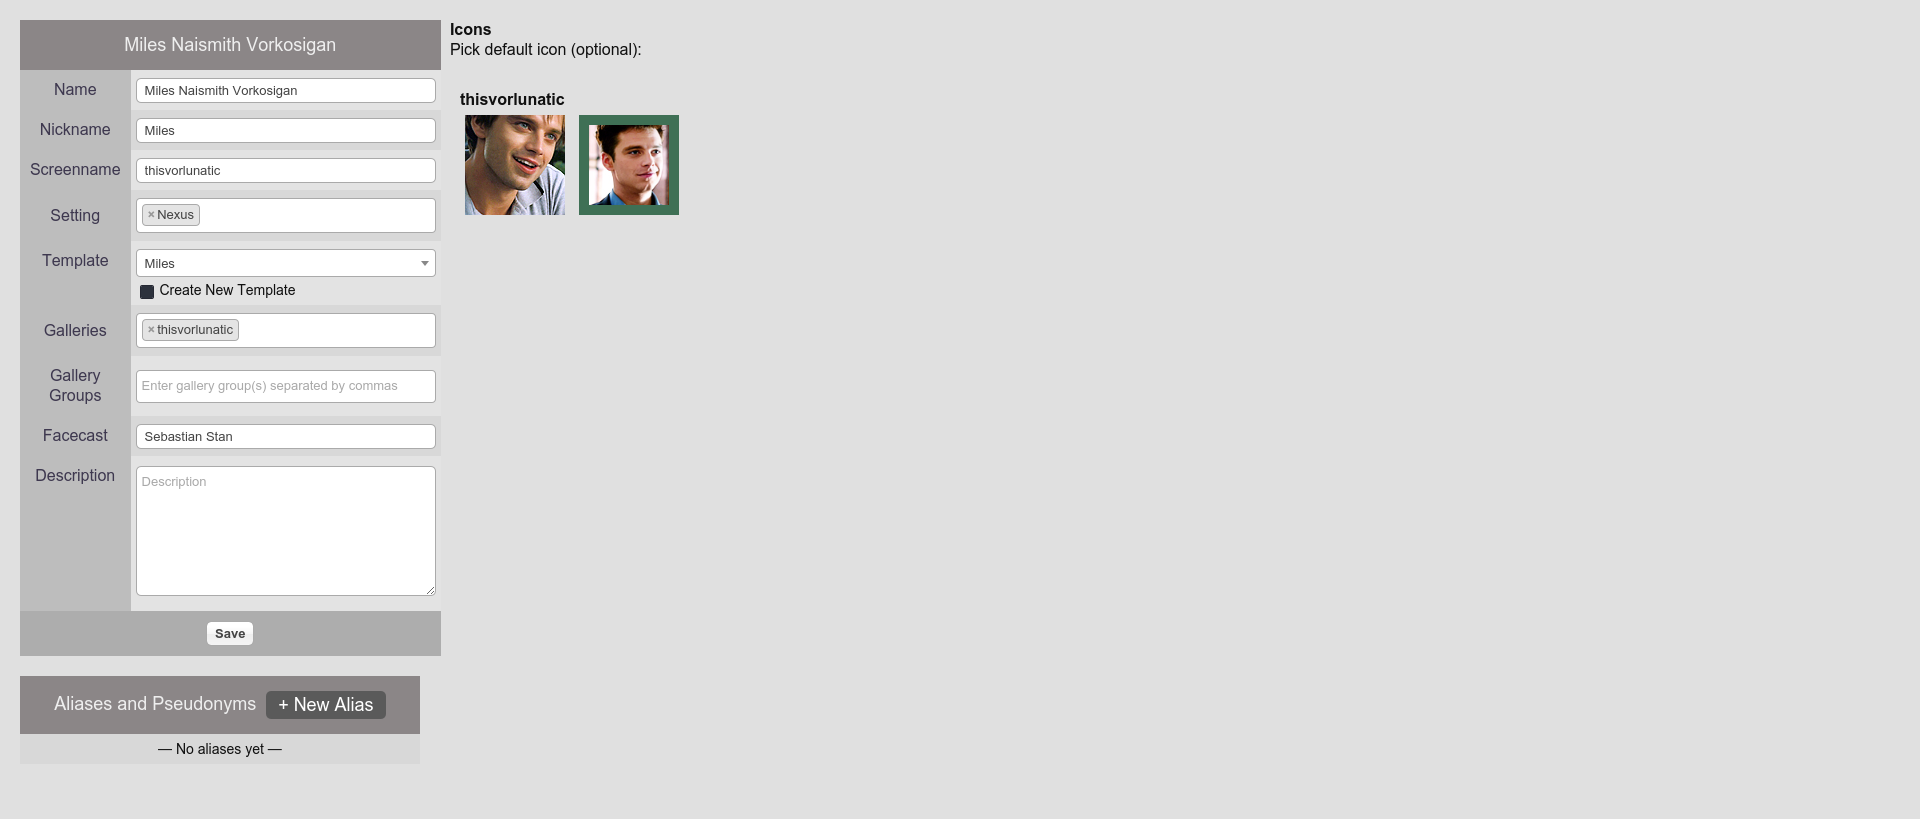 Miles Naismith Vorkosigan
Name
Miles Naismith Vorkosigan
Nickname
Miles
Screenname
thisvorlunatic
Setting
× Nexus
Template
Miles
Create New Template
Galleries
× thisvorlunatic
Gallery
Groups
Enter gallery group(s) separated by commas
Facecast
Sebastian Stan
Description
Description
Save
Aliases and Pseudonyms
+ New Alias
— No aliases yet —
Icons
Pick default icon (optional):
thisvorlunatic